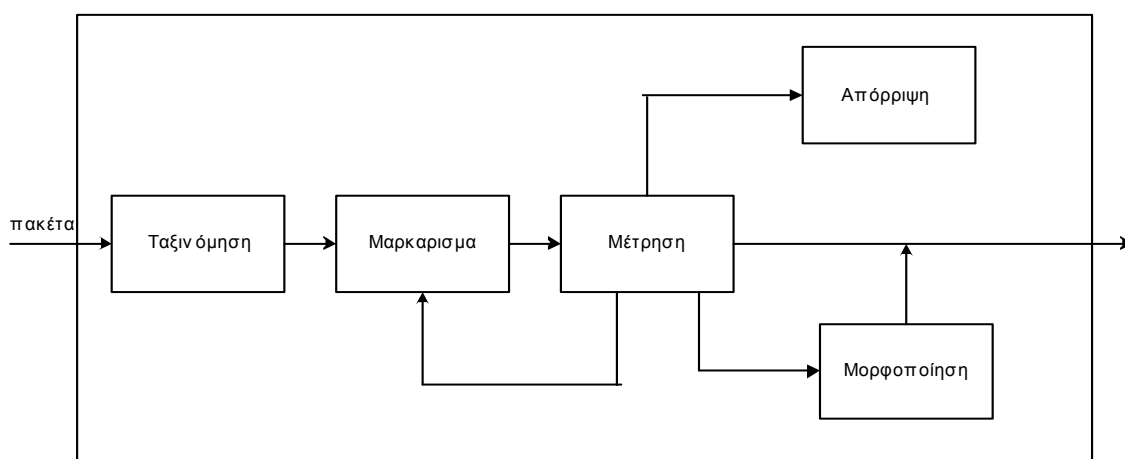 Απόρριψη
πακέτα
Ταξινόμηση
Μαρκαρισμα
Μέτρηση
Μορφοποίηση